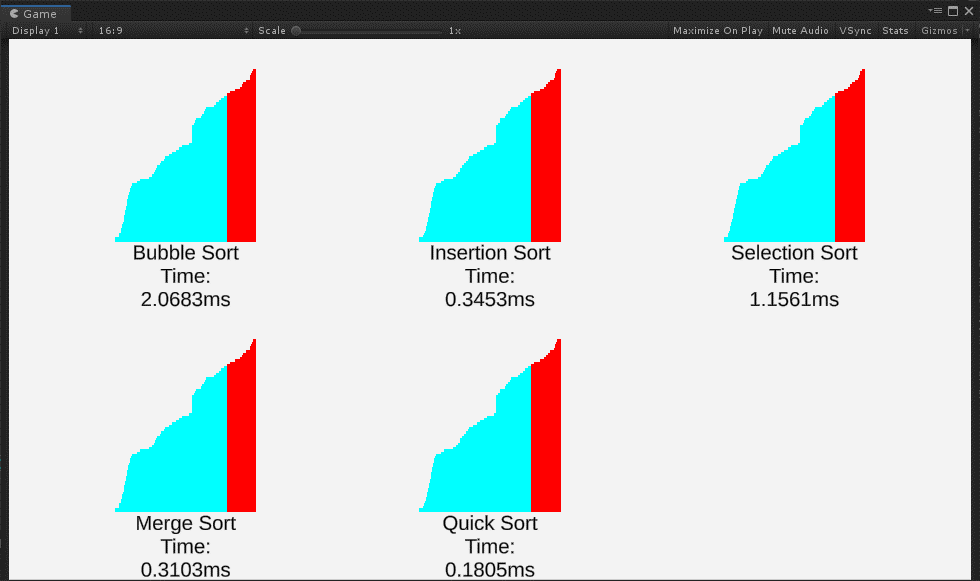 Game
Display 1 16:9 Scale 1x Maximize On Play Mute Audio VSync Stats Gizmos
Bubble Sort
Time:
2.0683ms
Insertion Sort
Time:
0.3453ms
Selection Sort
Time:
1.1561ms
Merge Sort
Time:
0.3103ms
Quick Sort
Time:
0.1805ms